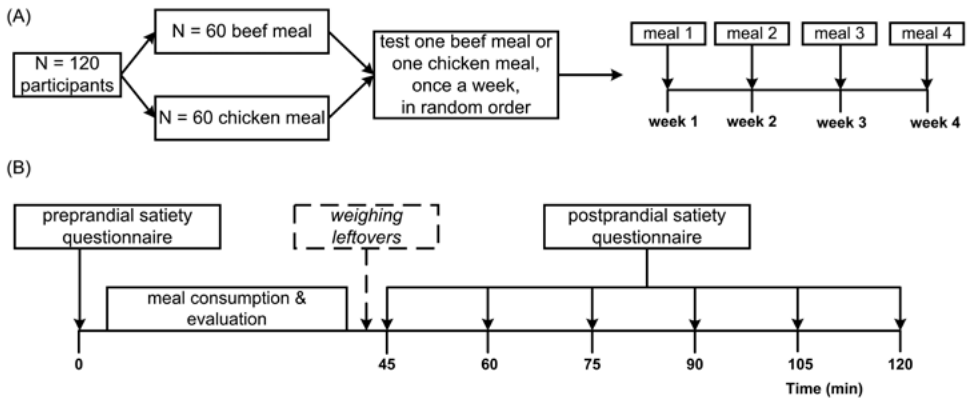 (A)
N = 120
participants
N = 60 beef meal
N = 60 chicken meal
test one beef meal or
one chicken meal,
once a week,
in random order
meal 1
meal 2
meal 3
meal 4
week 1
week 2
week 3
week 4
(B)
preprandial satiety
questionnaire
weighing
leftovers
postprandial satiety
questionnaire
meal consumption &
evaluation
0
45
60
75
90
105
120
Time (min)